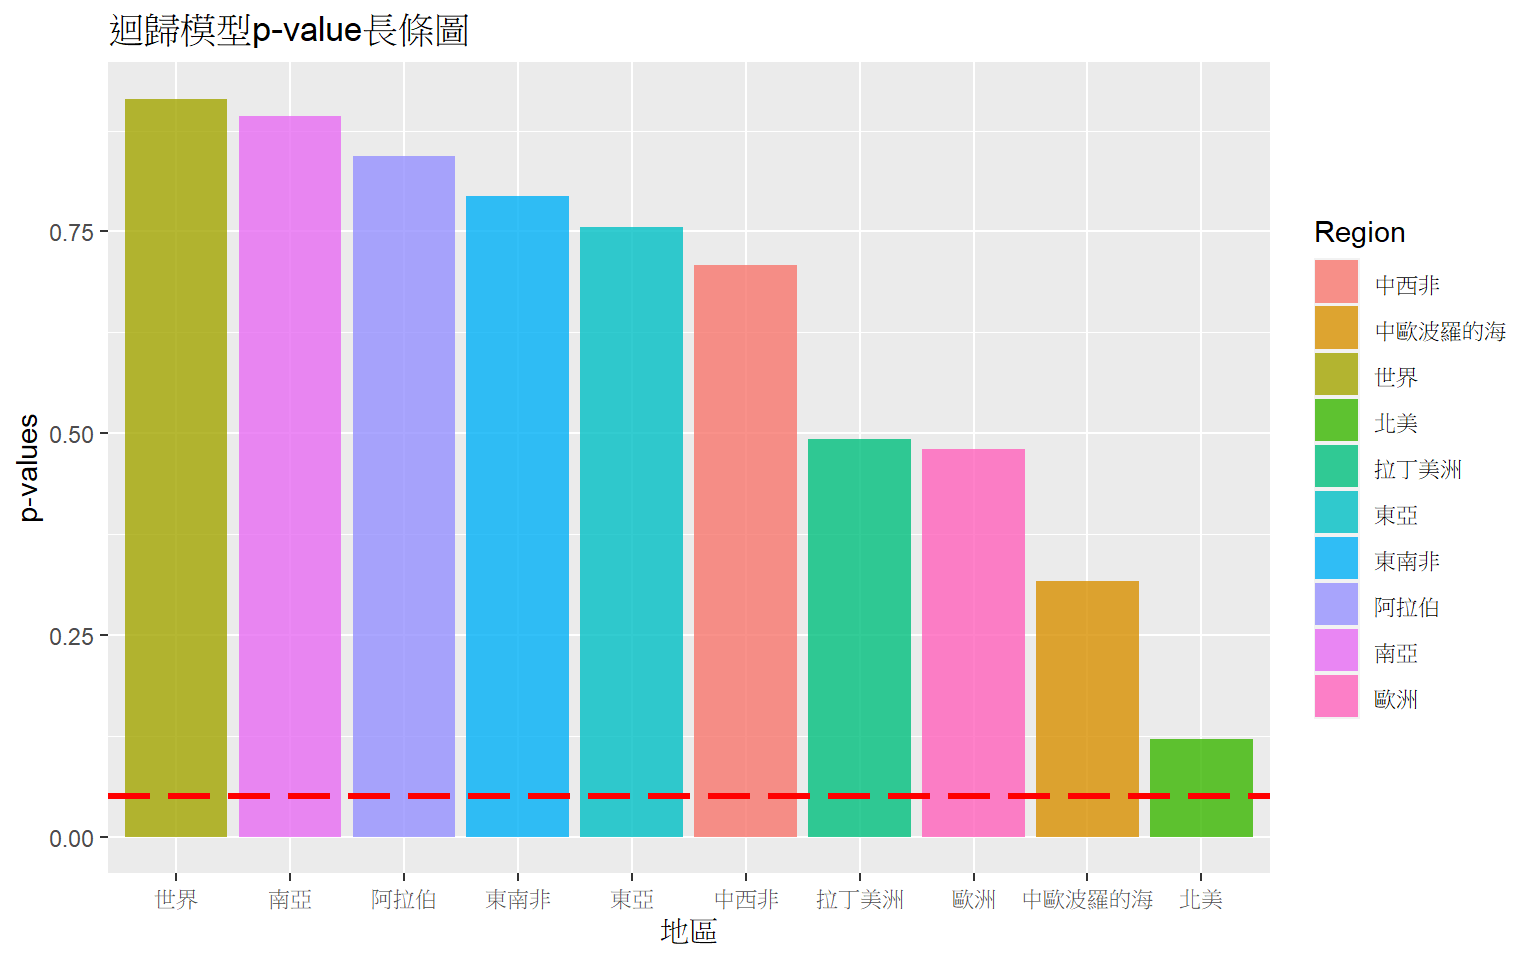 迴歸模型p-value長條圖
p-values
0.75
0.50
0.25
0.00
世界 南亞 阿拉伯 東南非 東亞 中西非 拉丁美洲 歐洲 中歐波羅的海 北美
地區
Region
中西非
中歐波羅的海
世界
北美
拉丁美洲
東亞
東南非
阿拉伯
南亞
歐洲